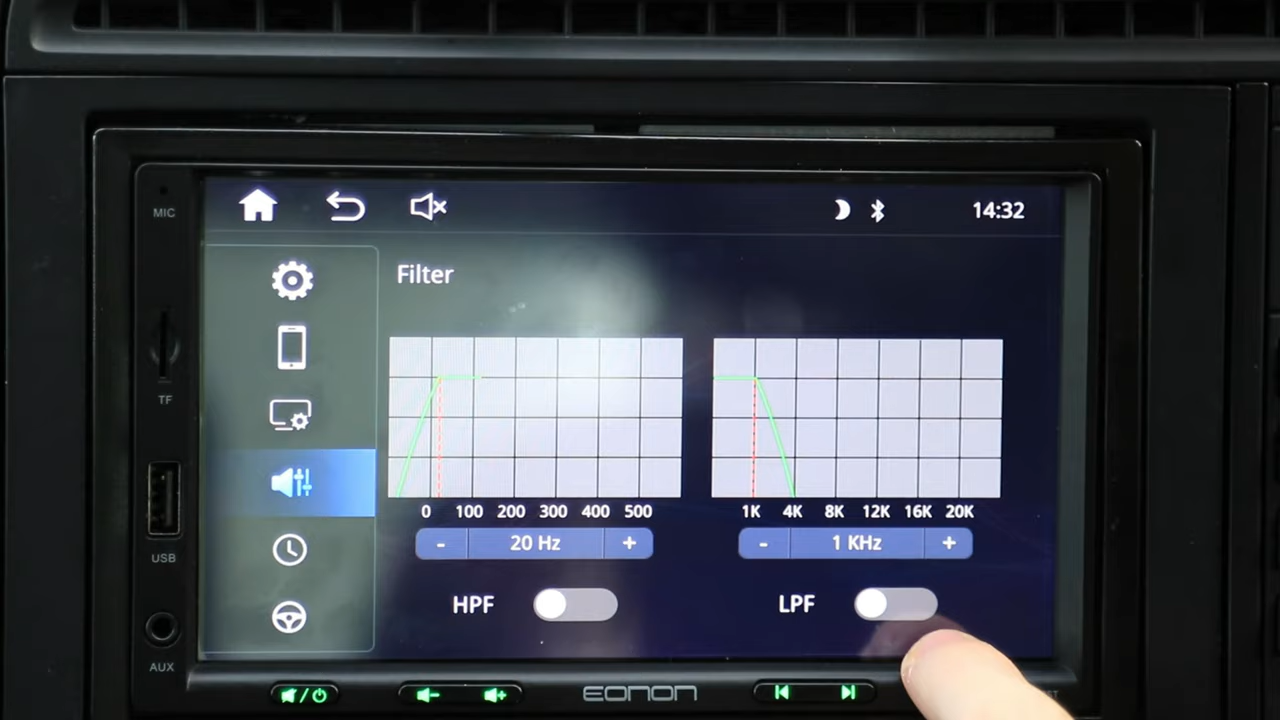 MIC
14:32
Filter
TF
0 100 200 300 400 500
1K 4K 8K 12K 16K 20K
- 20 Hz +
- 1 KHz +
USB
HPF
LPF
AUX
EONON